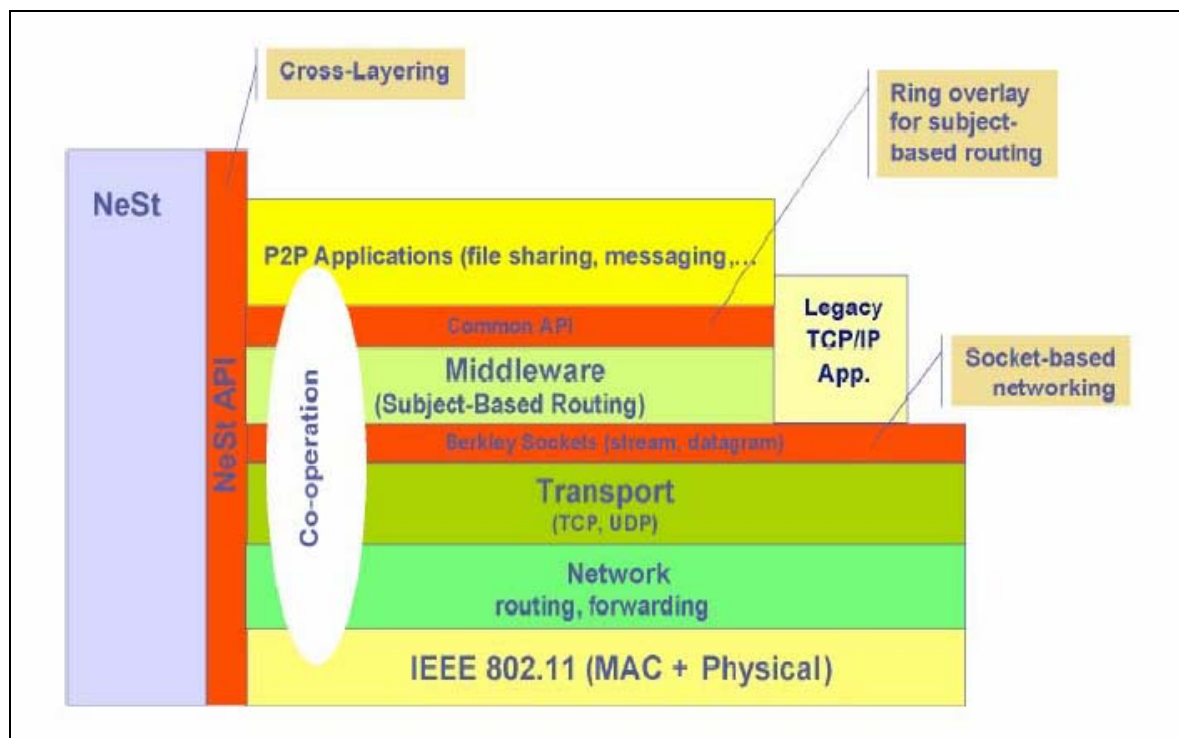 Cross-Layering
Ring overlay
for subject-
based routing
NeSt
P2P Applications (file sharing, messaging,…
Legacy
TCP/IP
App.
Common API
Middleware
(Subject-Based Routing)
Socket-based
networking
Berkley Sockets (stream, datagram)
NeSt API
Co-operation
Transport
(TCP, UDP)
Network
routing, forwarding
IEEE 802.11 (MAC + Physical)